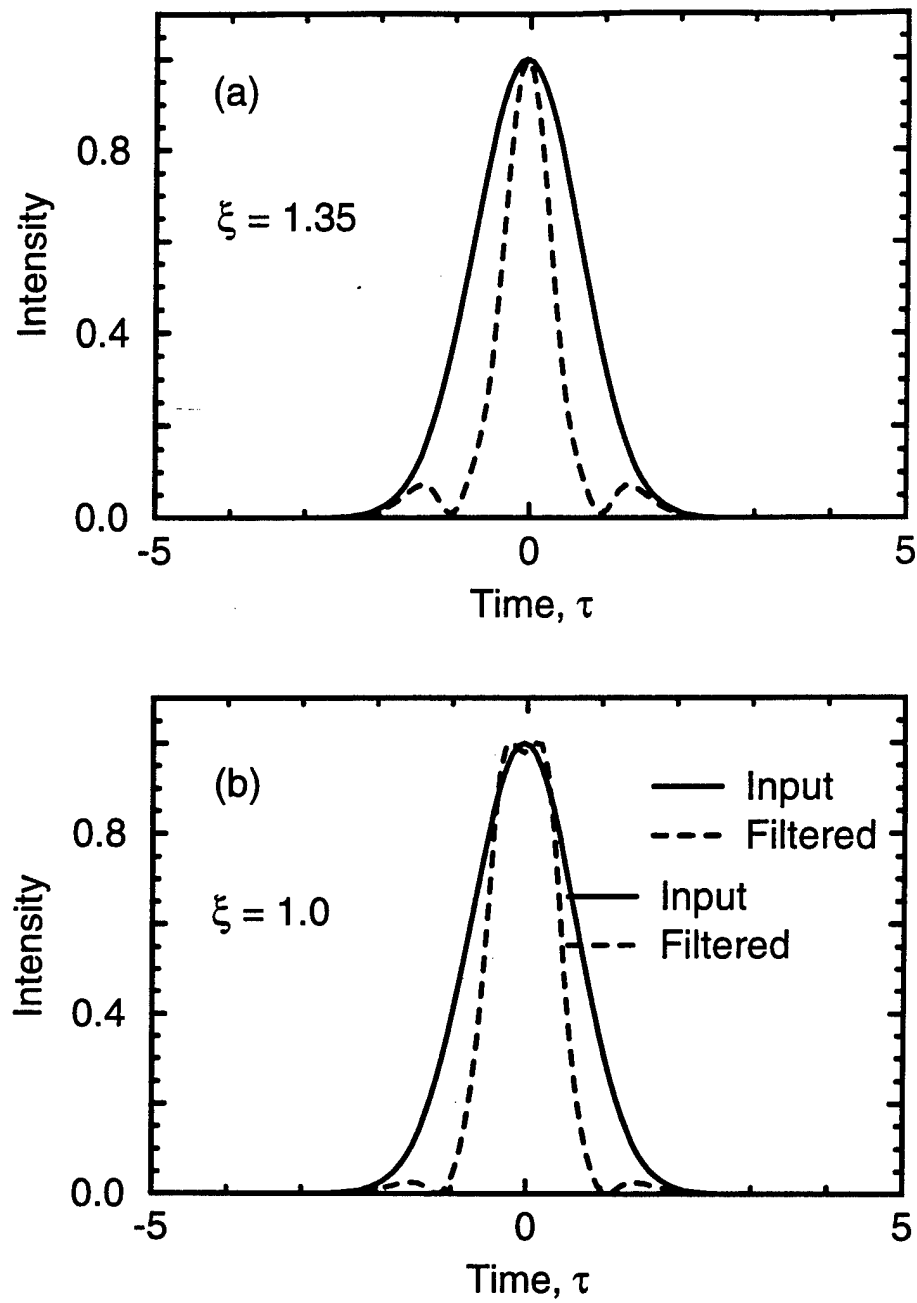 (a)
ξ = 1.35
Intensity
0.8
0.4
0.0
-5
0
5
Time, τ
(b)
ξ = 1.0
Input
Filtered
Input
Filtered
Intensity
0.8
0.4
0.0
-5
0
5
Time, τ